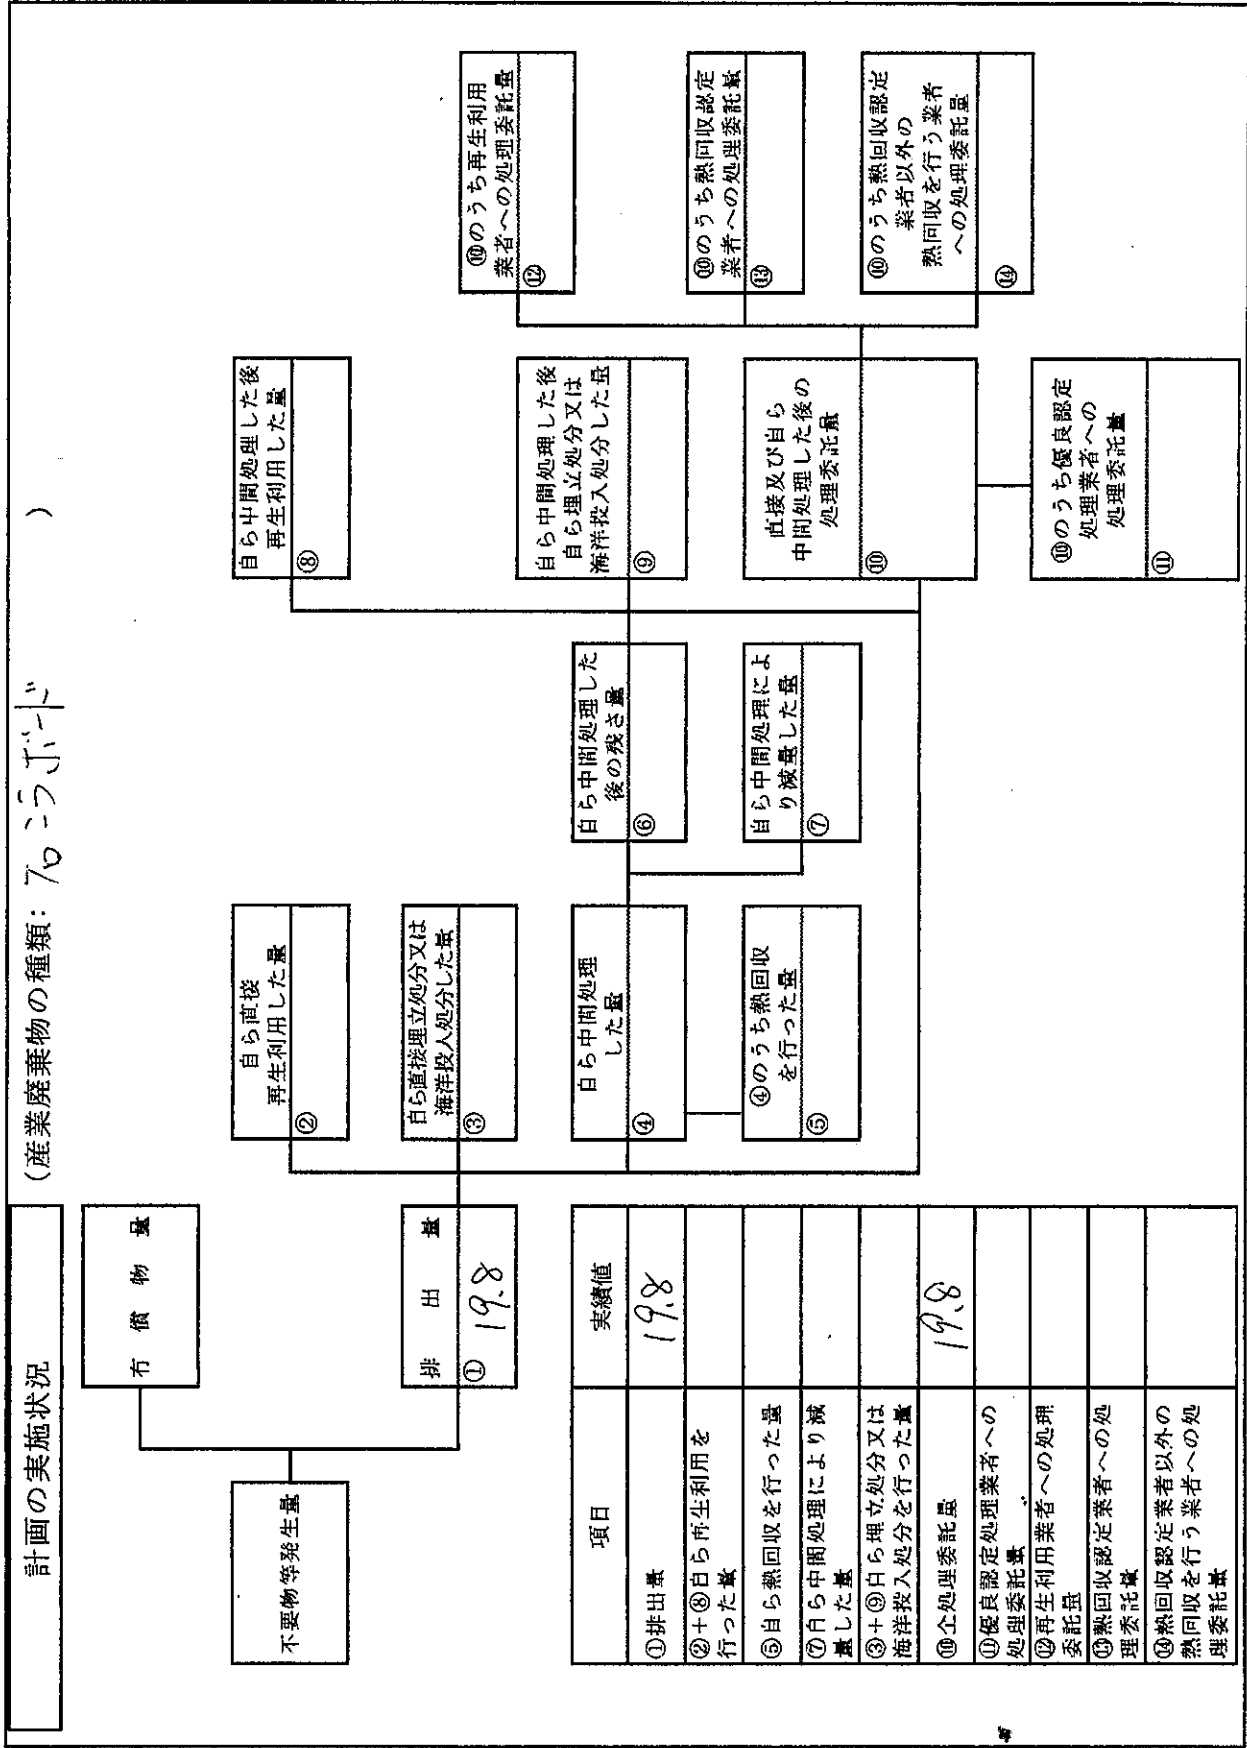 計画の実施状況
(産業廃棄物の種類: 石こうボード )
有償物量
不要物等発生量
排出量
① 19.8
自ら直接
再生利用した量
②
自ら直接埋立処分又は
海洋投入処分した量
③
自ら中間処理
した量
④
④のうち熱回収
を行った量
⑤
自ら中間処理した
後の残さ量
⑥
自ら中間処理によ
り減量した量
⑦
自ら中間処理した後
再生利用した量
⑧
自ら中間処理した後
自ら埋立処分又は
海洋投入処分した量
⑨
直接及び自ら
中間処理した後の
処理委託量
⑩
⑩のうち優良認定
処理業者への
処理委託量
⑪
⑩のうち再生利用
業者への処理委託量
⑫
⑩のうち熱回収認定
業者への処理委託量
⑬
⑩のうち熱回収認定
業者以外の
熱回収を行う業者
への処理委託量
⑭
項目 実績値
①排出量 19.8
②+⑧自ら再生利用を
行った量
⑤自ら熱回収を行った量
⑦自ら中間処理により減
量した量
③+⑨自ら埋立処分又は
海洋投入処分を行った量
⑩全処理委託量 19.8
⑪優良認定処理業者への
処理委託量
⑫再生利用業者への処理
委託量
⑬熱回収認定業者への処
理委託量
⑭熱回収認定業者以外の
熱回収を行う業者への処
理委託量